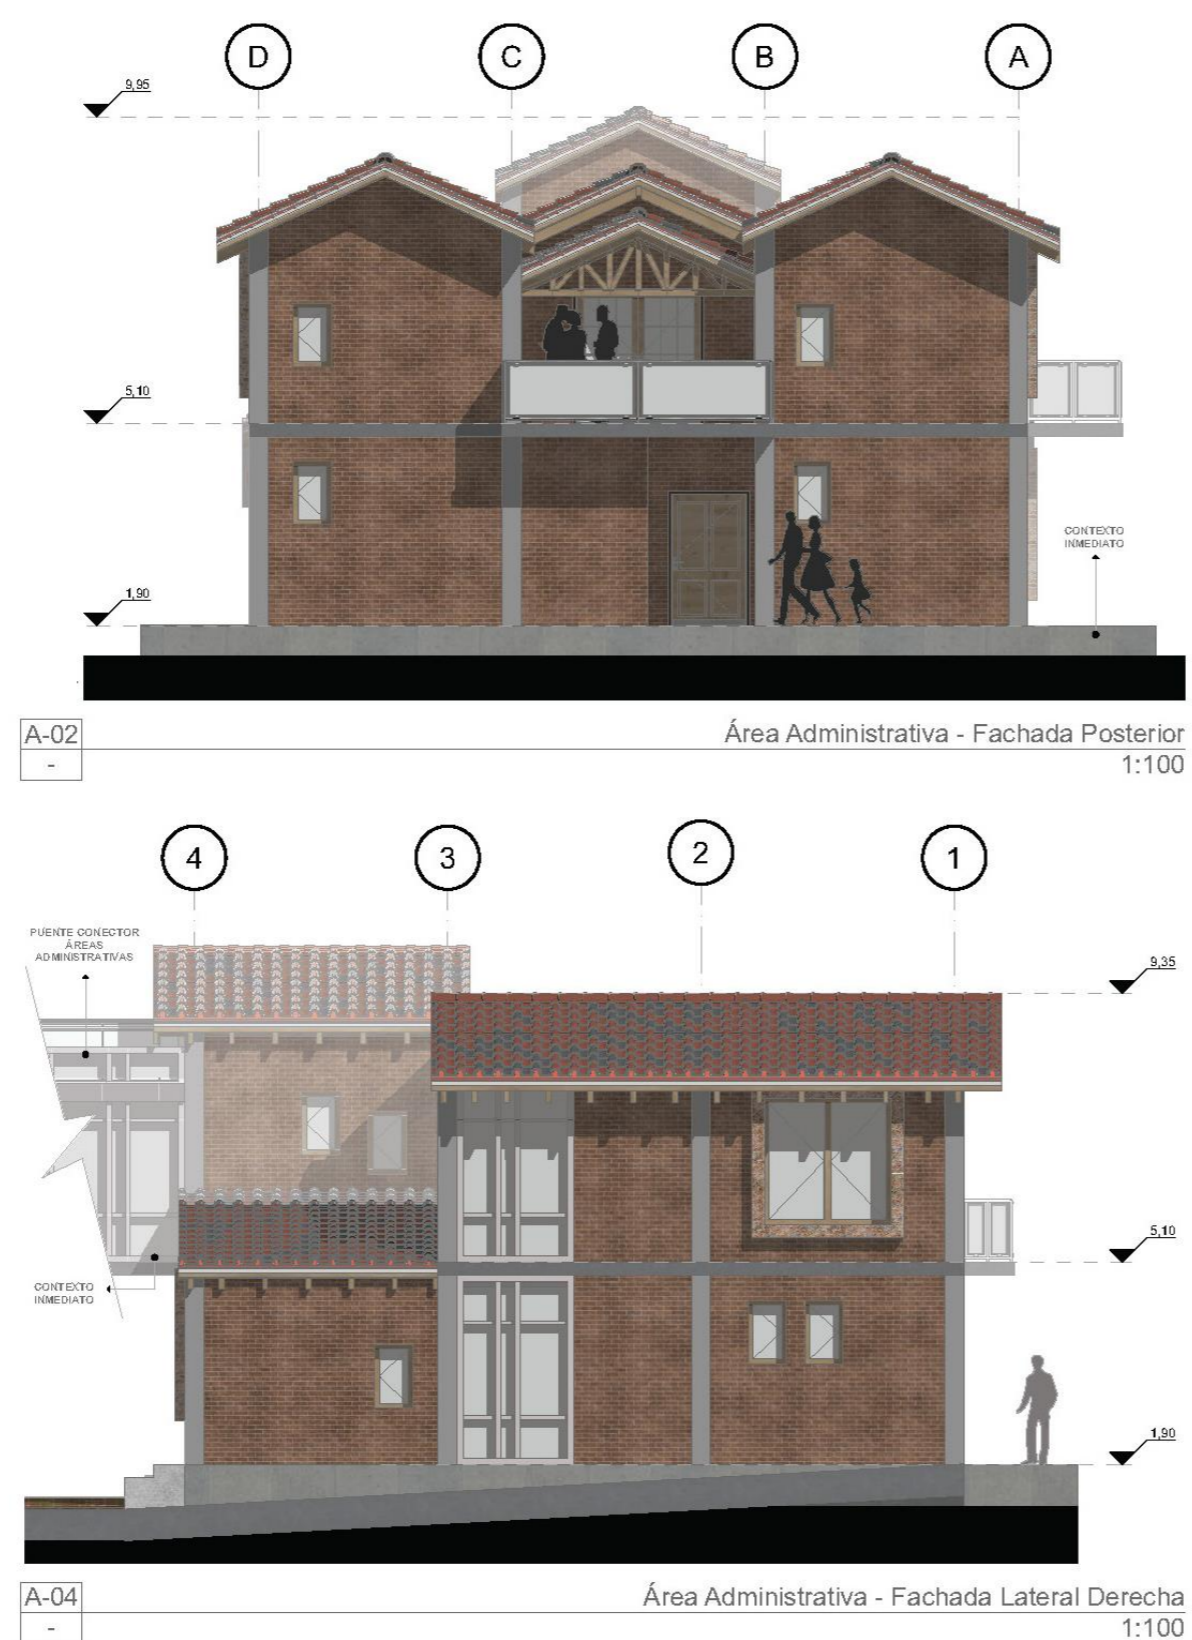 D
C
B
A
9,95
5,10
1,90
CONTEXTO
INMEDIATO
A-02
-
Área Administrativa - Fachada Posterior
1:100
4
3
2
1
PUENTE CONECTOR
ÁREAS
ADMINISTRATIVAS
9,35
5,10
CONTEXTO
INMEDIATO
1,90
A-04
-
Área Administrativa - Fachada Lateral Derecha
1:100